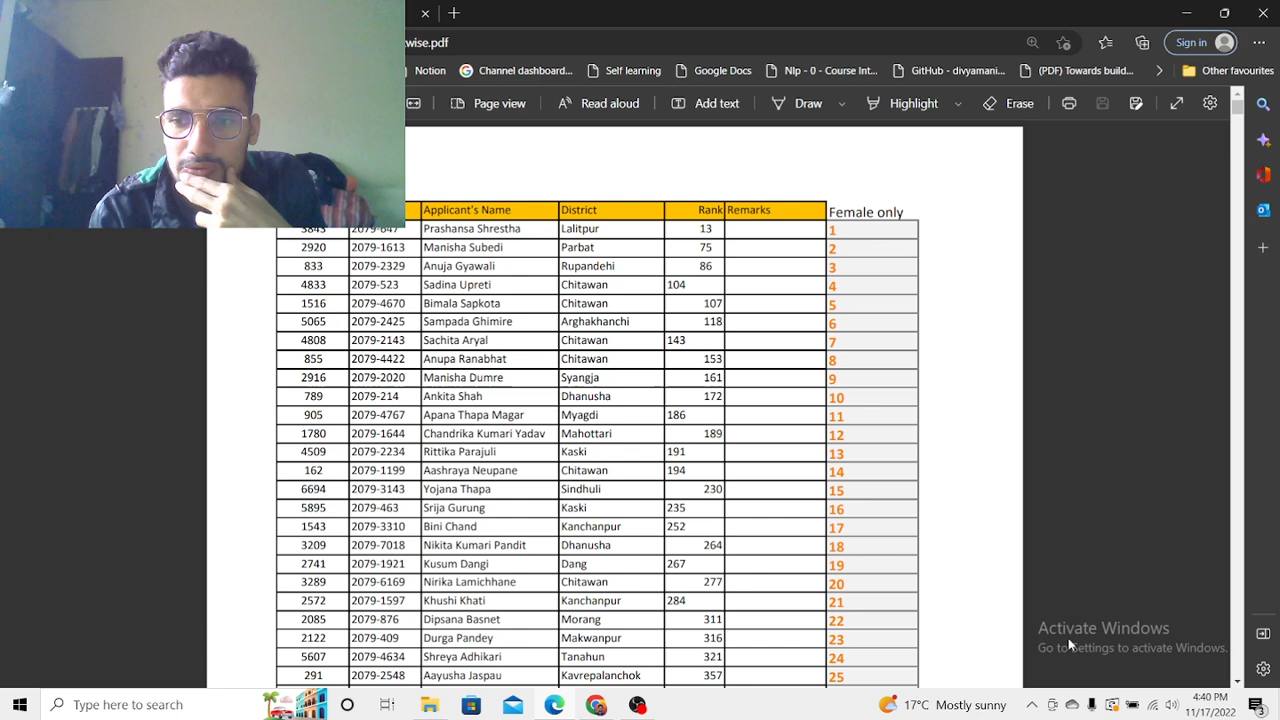 wise.pdf
Sign in
Notion Channel dashboard... Self learning Google Docs Nlp - 0 - Course Int... GitHub - divyamani... (PDF) Towards build... Other favourites
Page view Read aloud Add text Draw Highlight Erase
Applicant's Name District Rank Remarks Female only
3843 2079-647 Prashansa Shrestha Lalitpur 13 1
2920 2079-1613 Manisha Subedi Parbat 75 2
833 2079-2329 Anuja Gyawali Rupandehi 86 3
4833 2079-523 Sadina Upreti Chitawan 104 4
1516 2079-4670 Bimala Sapkota Chitawan 107 5
5065 2079-2425 Sampada Ghimire Arghakhanchi 118 6
4808 2079-2143 Sachita Aryal Chitawan 143 7
855 2079-4422 Anupa Ranabhat Chitawan 153 8
2916 2079-2020 Manisha Dumre Syangja 161 9
789 2079-214 Ankita Shah Dhanusha 172 10
905 2079-4767 Apana Thapa Magar Myagdi 186 11
1780 2079-1644 Chandrika Kumari Yadav Mahottari 189 12
4509 2079-2234 Rittika Parajuli Kaski 191 13
162 2079-1199 Aashraya Neupane Chitawan 194 14
6694 2079-3143 Yojana Thapa Sindhuli 230 15
5895 2079-463 Srija Gurung Kaski 235 16
1543 2079-3310 Bini Chand Kanchanpur 252 17
3209 2079-7018 Nikita Kumari Pandit Dhanusha 264 18
2741 2079-1921 Kusum Dangi Dang 267 19
3289 2079-6169 Nirika Lamichhane Chitawan 277 20
2572 2079-1597 Khushi Khati Kanchanpur 284 21
2085 2079-876 Dipsana Basnet Morang 311 22
2122 2079-409 Durga Pandey Makwanpur 316 23
5607 2079-4634 Shreya Adhikari Tanahun 321 24
291 2079-2548 Aayusha Jaspau Kavrepalanchok 357 25
Activate Windows
Go to Settings to activate Windows.
Type here to search
17°C Mostly sunny
4:40 PM
11/17/2022
3